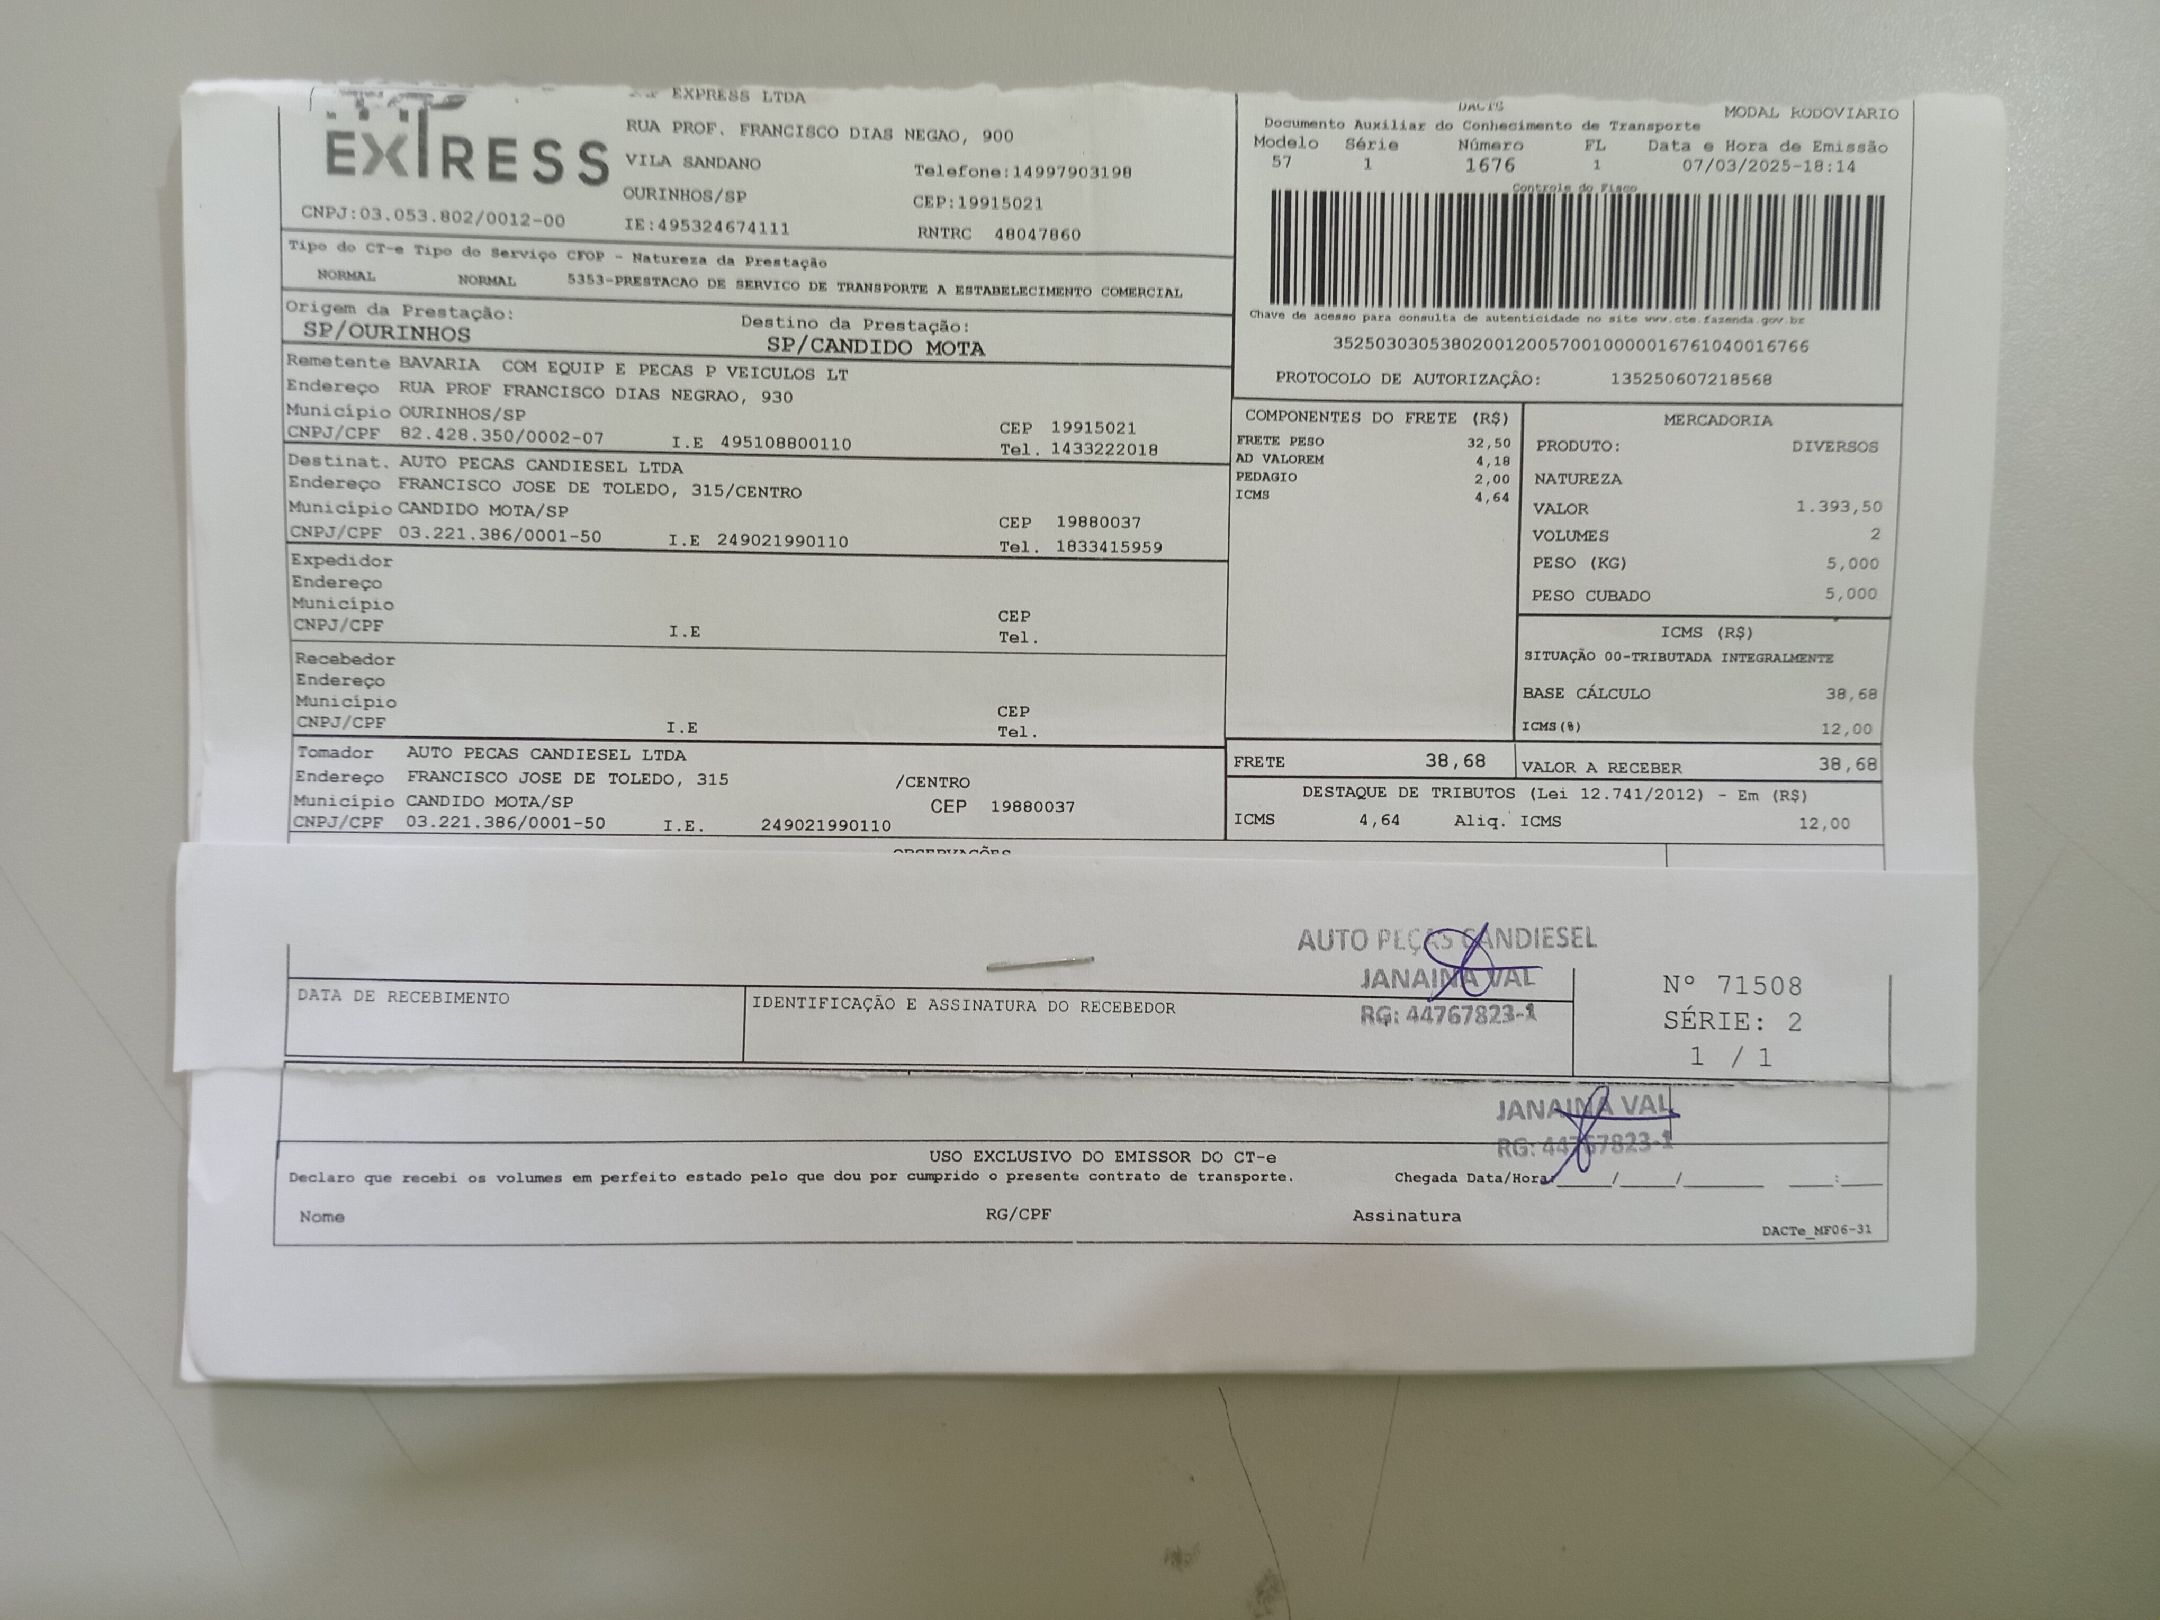 EXTRESS
EXPRESS LTDA
RUA PROF. FRANCISCO DIAS NEGAO, 900
VILA SANDANO
Telefone:14997903198
OURINHOS/SP
CEP:19915021
CNPJ:03.053.802/0012-00
IE:495324674111
RNTRC 48047860
DACTE
MODAL RODOVIARIO
Documento Auxiliar do Conhecimento de Transporte
Modelo Série Número FL Data e Hora de Emissão
57 1 1676 1 07/03/2025-18:14
Controle do Fisco
Chave de acesso para consulta de autenticidade no site www.cte.fazenda.gov.br
35250303053802001200570010000016761040016766
PROTOCOLO DE AUTORIZAÇÃO: 135250607218568
Tipo do CT-e Tipo do Serviço CFOP - Natureza da Prestação
NORMAL NORMAL 5353-PRESTACAO DE SERVICO DE TRANSPORTE A ESTABELECIMENTO COMERCIAL
Origem da Prestação: Destino da Prestação:
SP/OURINHOS SP/CANDIDO MOTA
Remetente BAVARIA COM EQUIP E PECAS P VEICULOS LT
Endereço RUA PROF FRANCISCO DIAS NEGRAO, 930
Município OURINHOS/SP CEP 19915021
CNPJ/CPF 82.428.350/0002-07 I.E 495108800110 Tel. 1433222018
Destinat. AUTO PECAS CANDIESEL LTDA
Endereço FRANCISCO JOSE DE TOLEDO, 315/CENTRO
Município CANDIDO MOTA/SP CEP 19880037
CNPJ/CPF 03.221.386/0001-50 I.E 249021990110 Tel. 1833415959
Expedidor
Endereço
Município CEP
CNPJ/CPF I.E Tel.
Recebedor
Endereço
Município CEP
CNPJ/CPF I.E Tel.
Tomador AUTO PECAS CANDIESEL LTDA
Endereço FRANCISCO JOSE DE TOLEDO, 315 /CENTRO
Município CANDIDO MOTA/SP CEP 19880037
CNPJ/CPF 03.221.386/0001-50 I.E. 249021990110
COMPONENTES DO FRETE (R$)
FRETE PESO 32,50
AD VALOREM 4,18
PEDAGIO 2,00
ICMS 4,64
MERCADORIA
PRODUTO: DIVERSOS
NATUREZA
VALOR 1.393,50
VOLUMES 2
PESO (KG) 5,000
PESO CUBADO 5,000
ICMS (R$)
SITUAÇÃO 00-TRIBUTADA INTEGRALMENTE
BASE CÁLCULO 38,68
ICMS(%) 12,00
FRETE 38,68 VALOR A RECEBER 38,68
DESTAQUE DE TRIBUTOS (Lei 12.741/2012) - Em (R$)
ICMS 4,64 Aliq. ICMS 12,00
OBSERVAÇÕES
AUTO PEÇAS CANDIESEL
JANAINA VAL
RG: 44767823-1
DATA DE RECEBIMENTO
IDENTIFICAÇÃO E ASSINATURA DO RECEBEDOR
Nº 71508
SÉRIE: 2
1 / 1
JANAINA VAL
RG: 44767823-1
USO EXCLUSIVO DO EMISSOR DO CT-e
Declaro que recebi os volumes em perfeito estado pelo que dou por cumprido o presente contrato de transporte. Chegada Data/Hora ____/____/______ ___:___
Nome RG/CPF Assinatura
DACTe_MF06-31